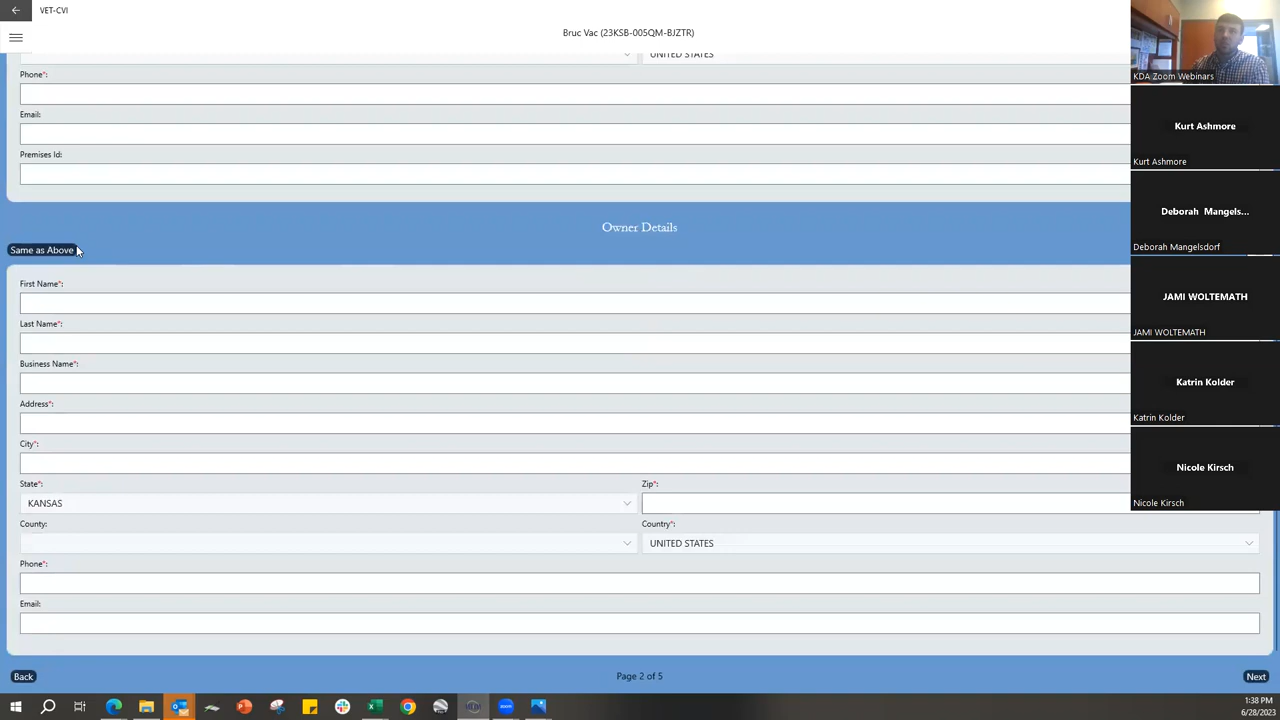 VET-CVI
Bruc Vac (23KSB-005QM-BJZTR)
UNITED STATES
Phone*:
Email:
Premises Id:
Owner Details
Same as Above
First Name*:
Last Name*:
Business Name*:
Address*:
City*:
State*:
Zip*:
KANSAS
County:
Country*:
UNITED STATES
Phone*:
Email:
Back
Page 2 of 5
Next
KDA Zoom Webinars
Kurt Ashmore
Kurt Ashmore
Deborah Mangels...
Deborah Mangelsdorf
JAMI WOLTEMATH
JAMI WOLTEMATH
Katrin Kolder
Katrin Kolder
Nicole Kirsch
Nicole Kirsch
1:38 PM
6/28/2023